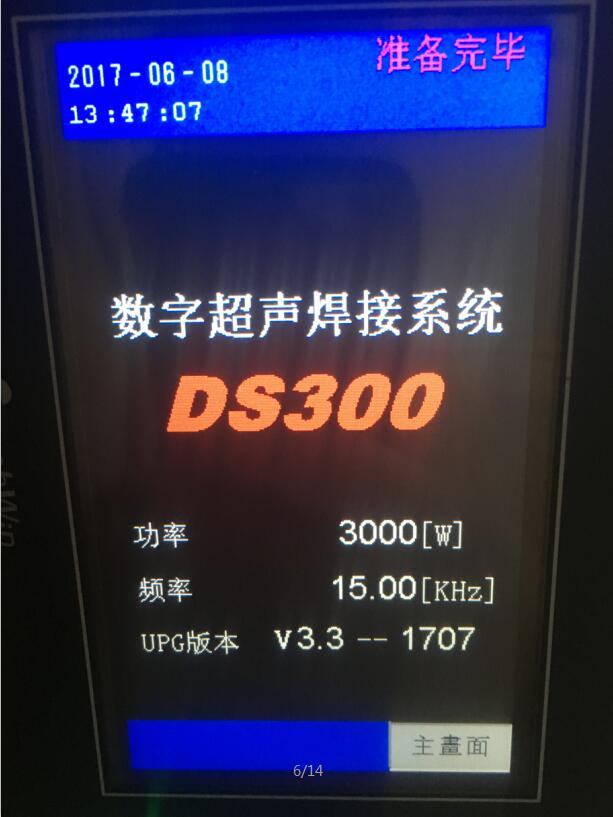 准备完毕
2017-06-08
13:47:07
数字超声焊接系统
DS300
功率 3000[W]
频率 15.00[KHz]
UPG版本 V3.3 -- 1707
主畫面
6/14